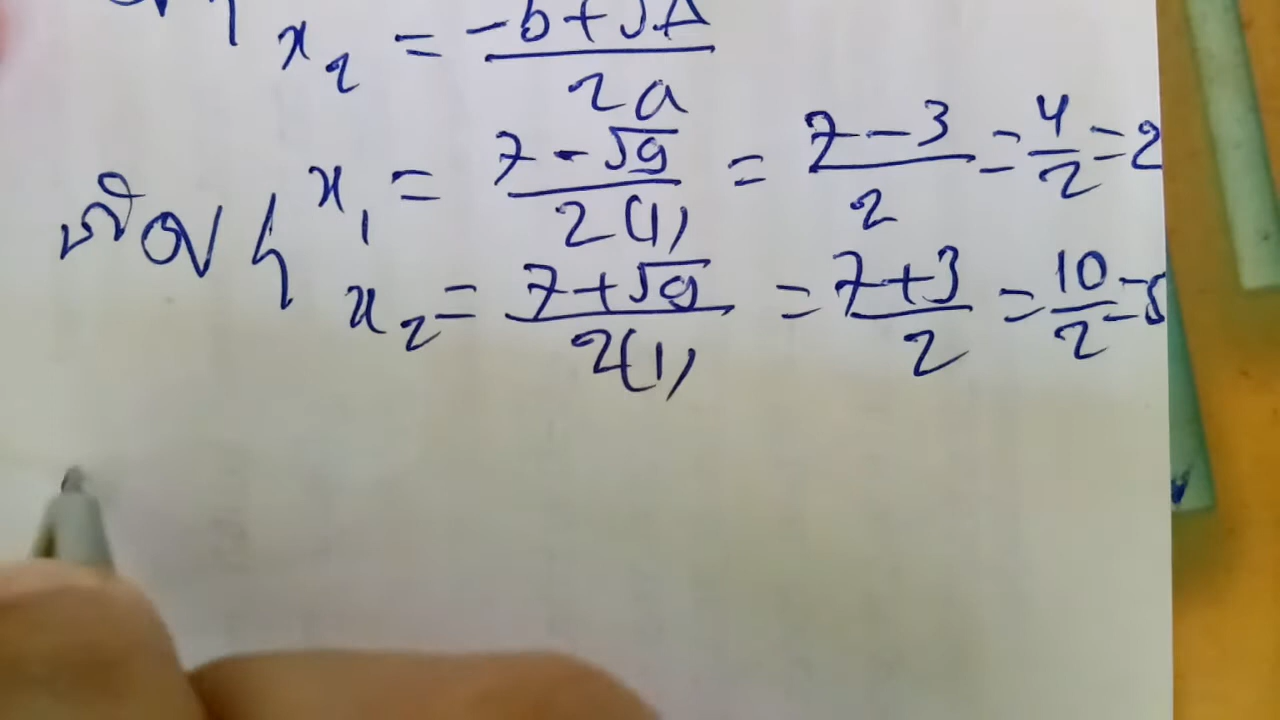 x₂ = (-b+√Δ)/2a
x₁ = (7-√9)/2(1) = (7-3)/2 = 4/2 = 2
x₂ = (7+√9)/2(1) = (7+3)/2 = 10/2 = 5